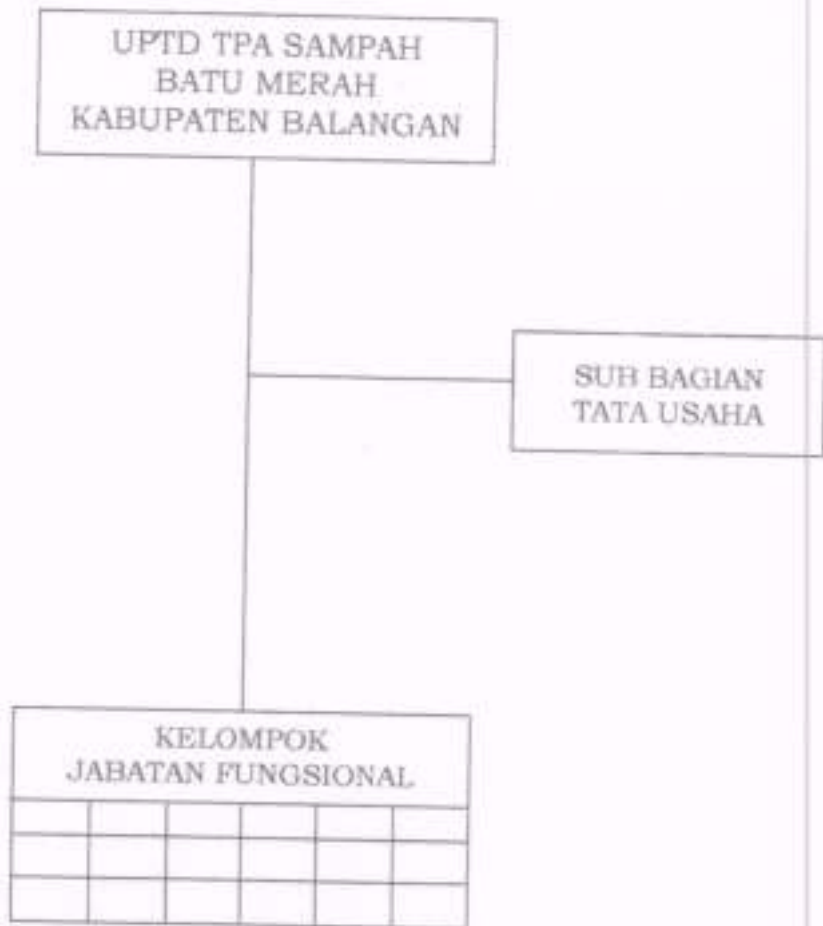 UPTD TPA SAMPAH
BATU MERAH
KABUPATEN BALANGAN
SUB BAGIAN
TATA USAHA
KELOMPOK
JABATAN FUNGSIONAL